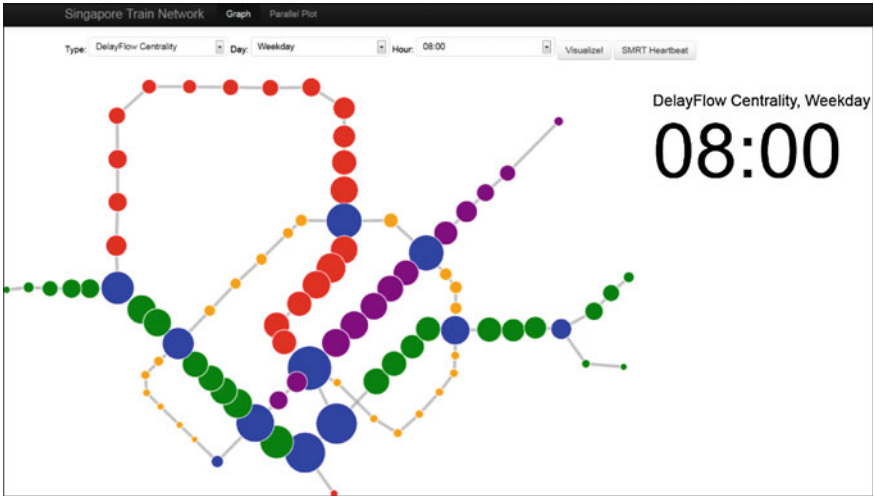 Singapore Train Network Graph Parallel Plot
Type: DelayFlow Centrality Day: Weekday Hour: 08:00 Visualize! SMRT Heartbeat
DelayFlow Centrality, Weekday
08:00